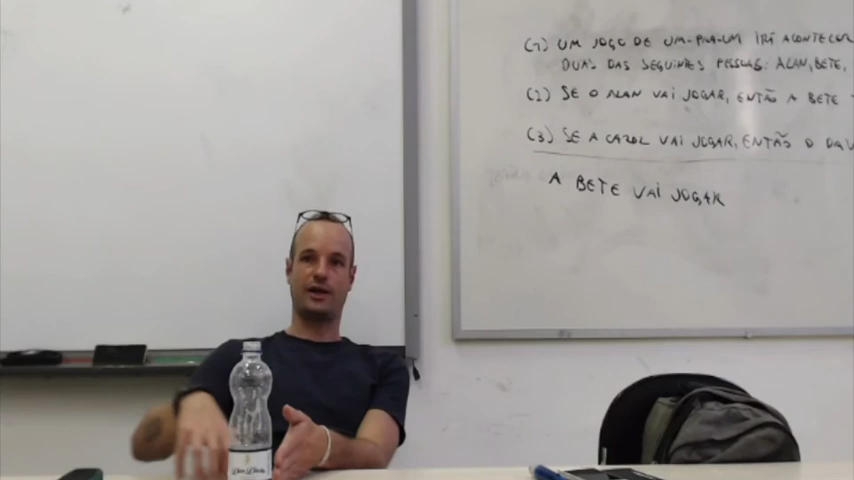 (1) UM JOGO DE UM-PRA-UM IRÁ ACONTECER
DUAS DAS SEGUINTES PESSOAS: ALAN, BETE,
(2) SE O ALAN VAI JOGAR, ENTÃO A BETE
(3) SE A CAROL VAI JOGAR, ENTÃO O
A BETE VAI JOGAR